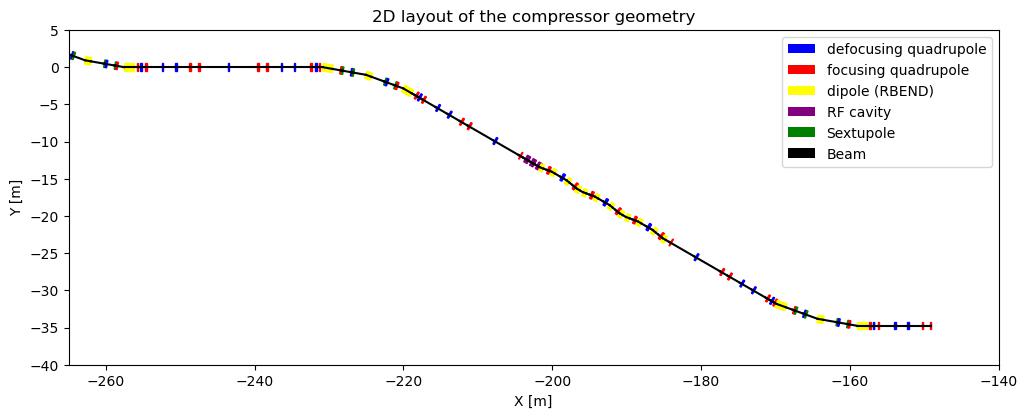 2D layout of the compressor geometry
5
0
−5
−10
−15
−20
−25
−30
−35
−40
Y [m]
defocusing quadrupole
focusing quadrupole
dipole (RBEND)
RF cavity
Sextupole
Beam
−260
−240
−220
−200
−180
−160
−140
X [m]